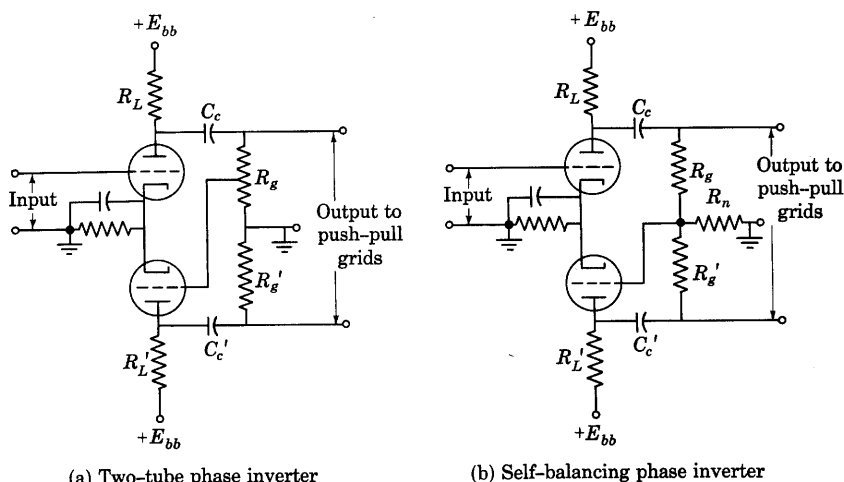 +E_bb
R_L
C_c
Input
R_g
Output to
push–pull
grids
R_g'
C_c'
R_L'
+E_bb
(a) Two–tube phase inverter
+E_bb
R_L
C_c
Input
R_g
R_n
Output to
push–pull
grids
R_g'
C_c'
R_L'
+E_bb
(b) Self–balancing phase inverter